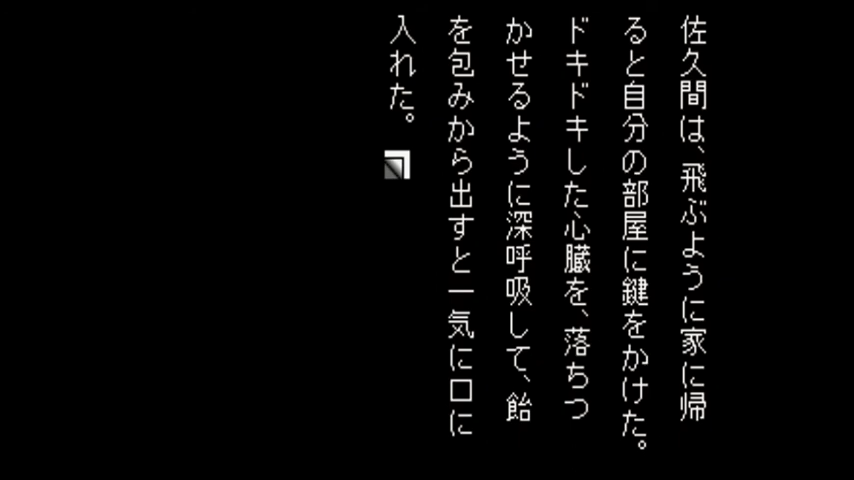 佐久間は、飛ぶように家に帰
ると自分の部屋に鍵をかけた。
ドキドキした心臓を、落ちつ
かせるように深呼吸して、飴
を包みから出すと一気に口に
入れた。